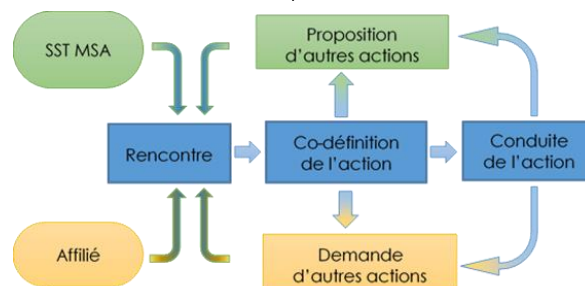 SST MSA
Proposition
d'autres actions
Rencontre
Co-définition
de l'action
Conduite
de l'action
Affilié
Demande
d'autres actions